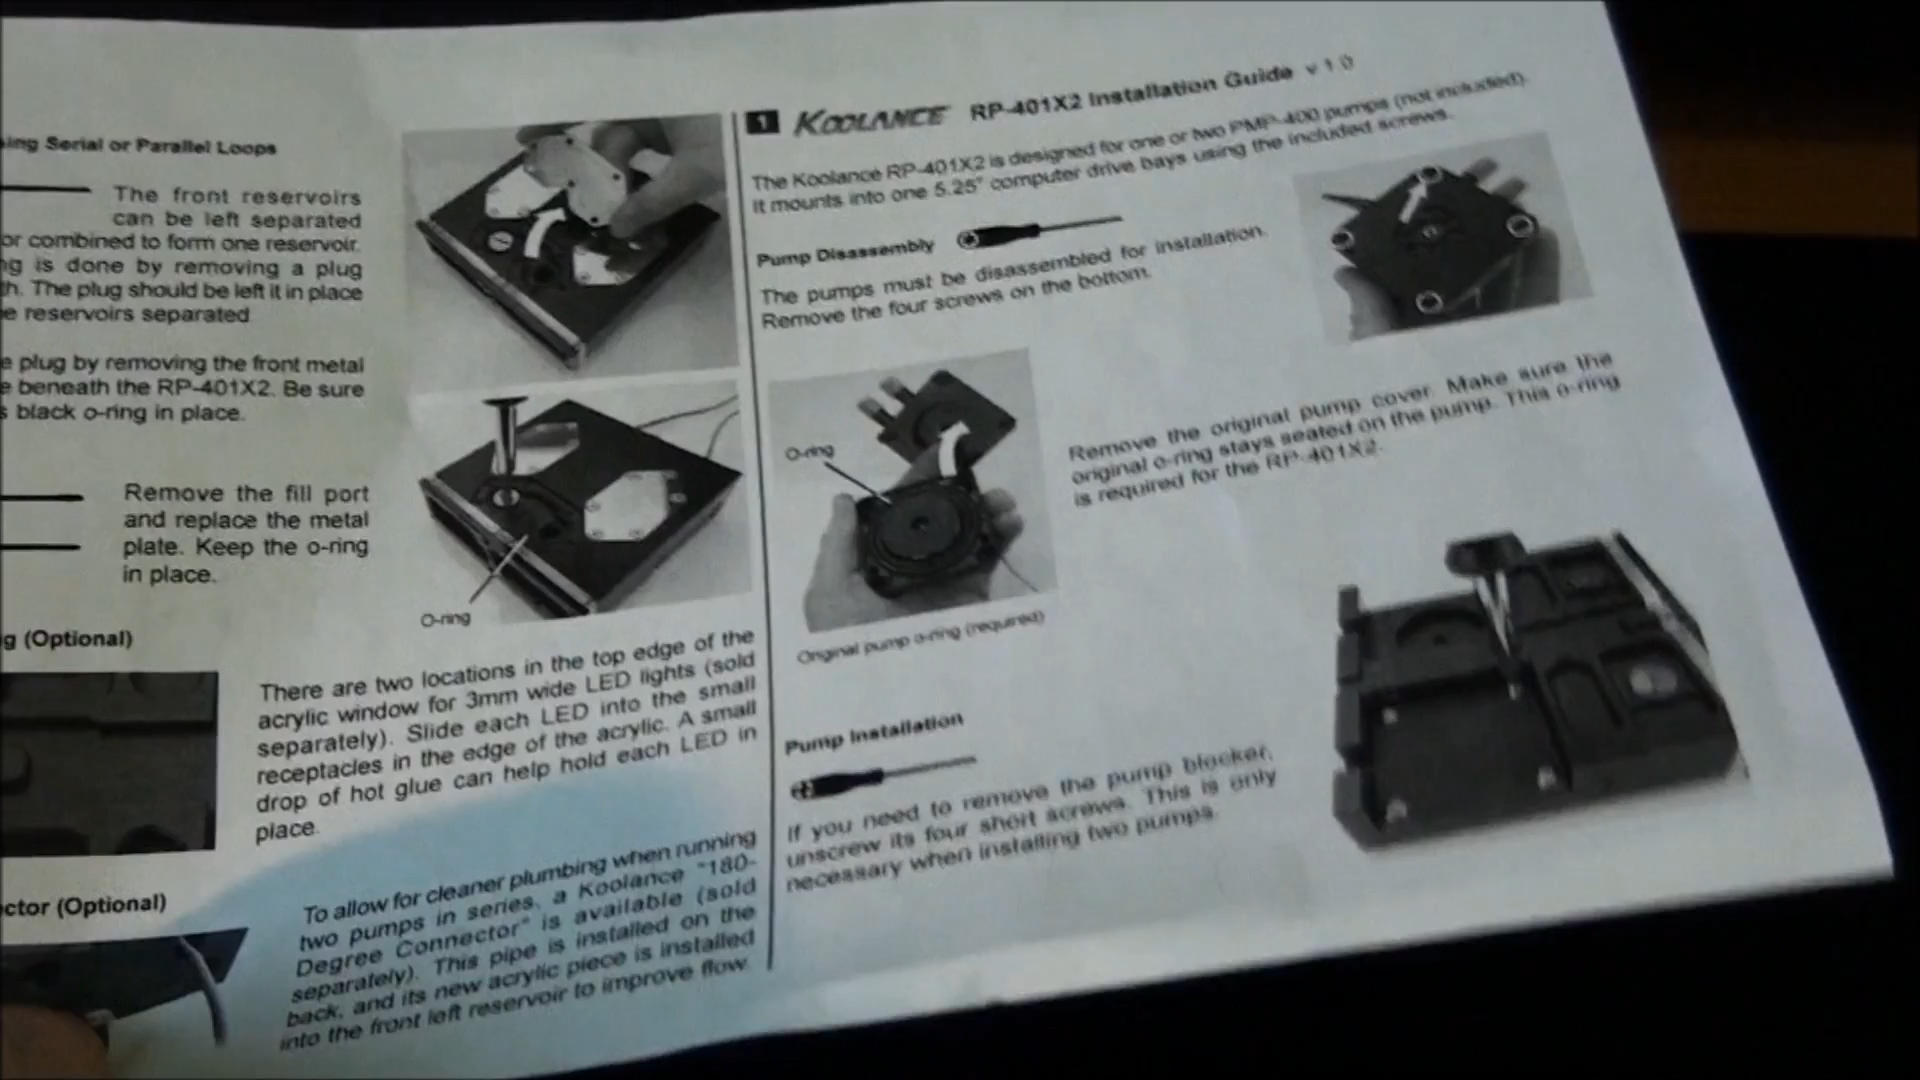 ing Serial or Parallel Loops
The front reservoirs
can be left separated
or combined to form one reservoir.
is done by removing a plug
The plug should be left it in place
reservoirs separated
plug by removing the front metal
beneath the RP-401X2. Be sure
black o-ring in place.
Remove the fill port
and replace the metal
plate. Keep the o-ring
in place.
O-ring
(Optional)
There are two locations in the top edge of the
acrylic window for 3mm wide LED lights (sold
separately). Slide each LED into the small
receptacles in the edge of the acrylic. A small
drop of hot glue can help hold each LED in
place.
ctor (Optional)
To allow for cleaner plumbing when running
two pumps in series, a Koolance "180-
Degree Connector" is available (sold
separately). This pipe is installed on the
back, and its new acrylic piece is installed
into the front left reservoir to improve flow.
1 KOOLANCE RP-401X2 Installation Guide v 1.0
The Koolance RP-401X2 is designed for one or two PMP-400 pumps (not included).
It mounts into one 5.25" computer drive bays using the included screws.
Pump Disassembly
The pumps must be disassembled for installation.
Remove the four screws on the bottom.
O-ring
Original pump o-ring (required)
Remove the original pump cover. Make sure the
original o-ring stays seated on the pump. This o-ring
is required for the RP-401X2.
Pump Installation
If you need to remove the pump blocker,
unscrew its four short screws. This is only
necessary when installing two pumps.